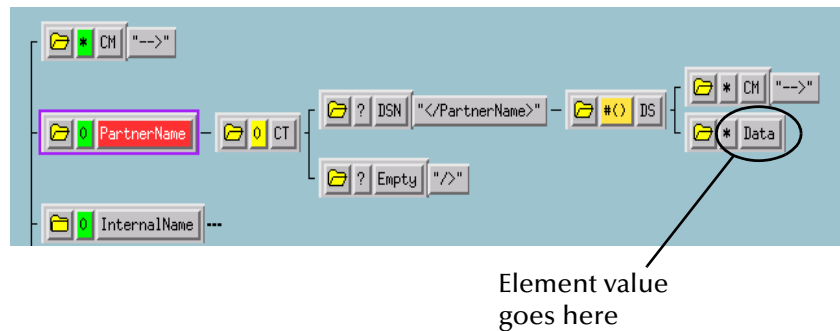 * CM "-->"
? DSN "</PartnerName>" #() DS * CM "-->"
0 PartnerName 0 CT * Data
? Empty "/>"
0 InternalName
Element value
goes here